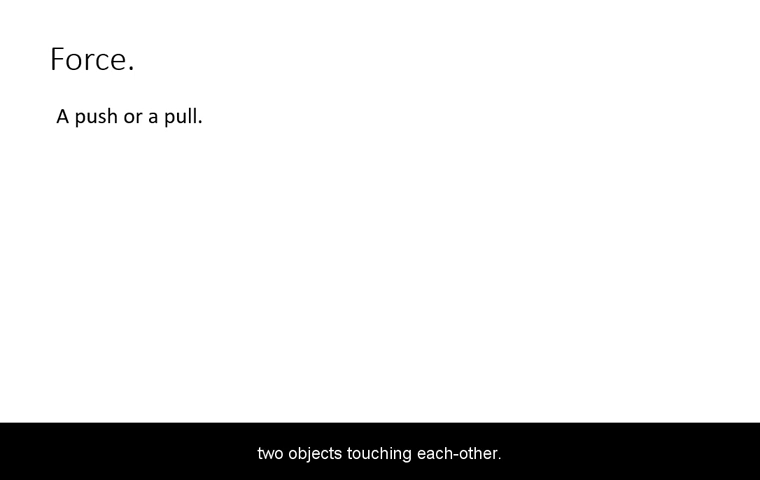 Force.
A push or a pull.
two objects touching each-other.